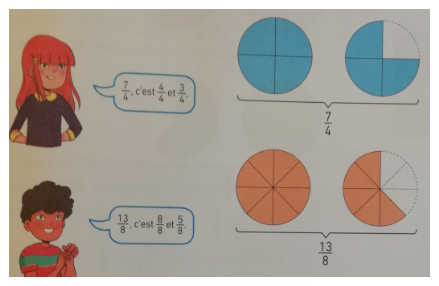 7/4, c'est 4/4 et 3/4.
7/4
13/8, c'est 8/8 et 5/8.
13/8